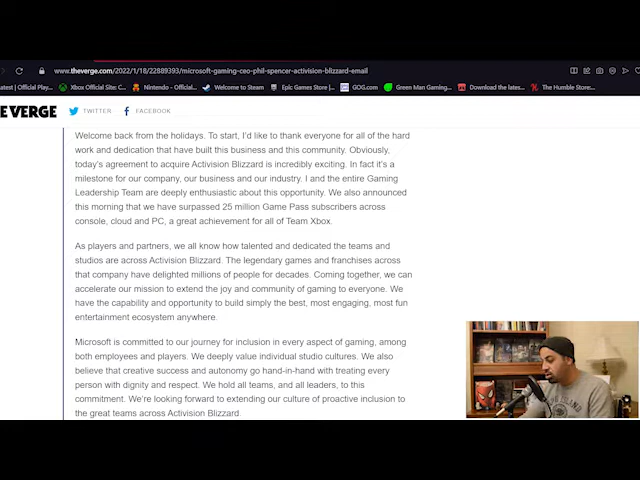 www.theverge.com/2022/1/18/22889393/microsoft-gaming-ceo-phil-spencer-activision-blizzard-email
atest | Official Play... Xbox Official Site: C... Nintendo - Official... Welcome to Steam Epic Games Store |... GOG.com Green Man Gaming... Download the lates... The Humble Store...
E VERGE TWITTER FACEBOOK
Welcome back from the holidays. To start, I'd like to thank everyone for all of the hard
work and dedication that have built this business and this community. Obviously,
today's agreement to acquire Activision Blizzard is incredibly exciting. In fact it's a
milestone for our company, our business and our industry. I and the entire Gaming
Leadership Team are deeply enthusiastic about this opportunity. We also announced
this morning that we have surpassed 25 million Game Pass subscribers across
console, cloud and PC, a great achievement for all of Team Xbox.
As players and partners, we all know how talented and dedicated the teams and
studios are across Activision Blizzard. The legendary games and franchises across
that company have delighted millions of people for decades. Coming together, we can
accelerate our mission to extend the joy and community of gaming to everyone. We
have the capability and opportunity to build simply the best, most engaging, most fun
entertainment ecosystem anywhere.
Microsoft is committed to our journey for inclusion in every aspect of gaming, among
both employees and players. We deeply value individual studio cultures. We also
believe that creative success and autonomy go hand-in-hand with treating every
person with dignity and respect. We hold all teams, and all leaders, to this
commitment. We're looking forward to extending our culture of proactive inclusion to
the great teams across Activision Blizzard.